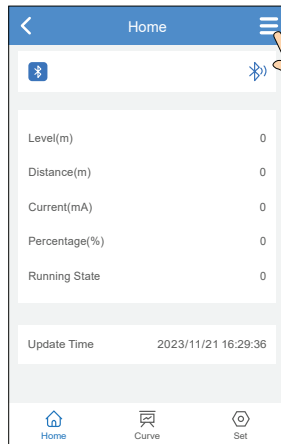 Home
Level(m) 0
Distance(m) 0
Current(mA) 0
Percentage(%) 0
Running State 0
Update Time 2023/11/21 16:29:36
Home Curve Set